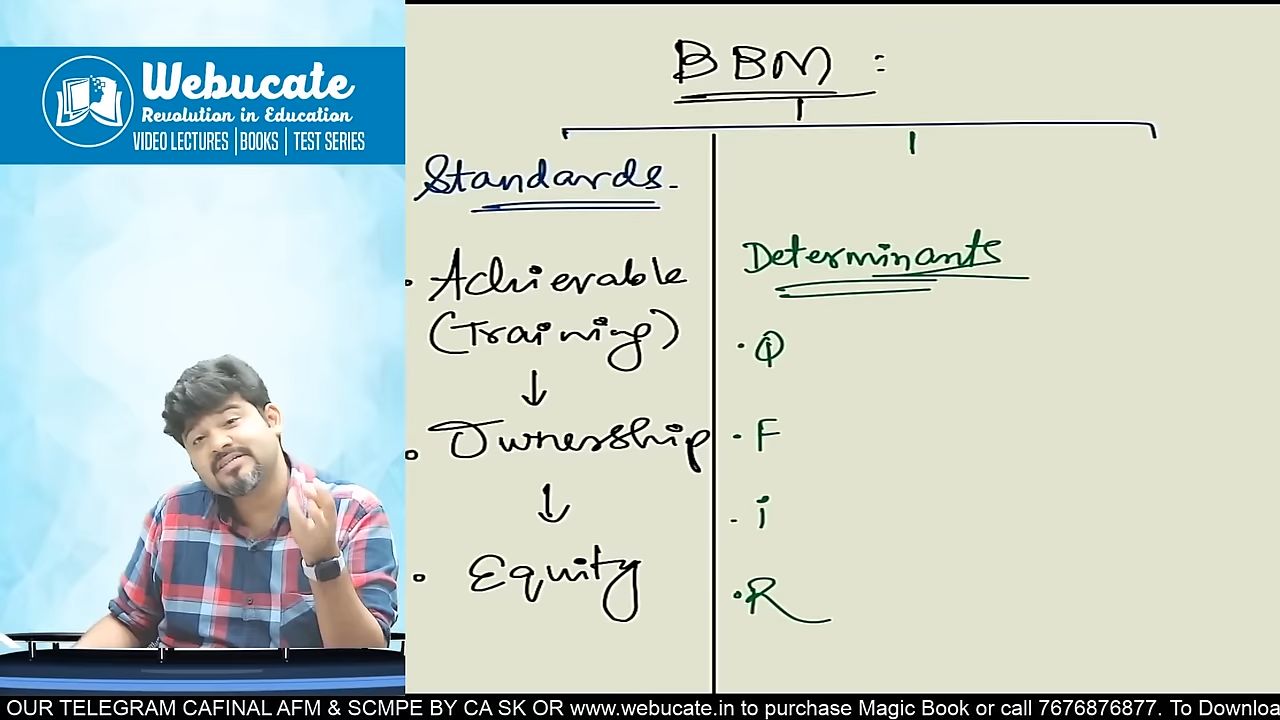 Webucate
Revolution in Education
VIDEO LECTURES | BOOKS | TEST SERIES
BBM :
Standards.
• Achievable
(Training)
↓
• Ownership
↓
• Equity
Determinants
• Q
• F
• i
• R
OUR TELEGRAM CAFINAL AFM & SCMPE BY CA SK OR www.webucate.in to purchase Magic Book or call 7676876877. To Downloa